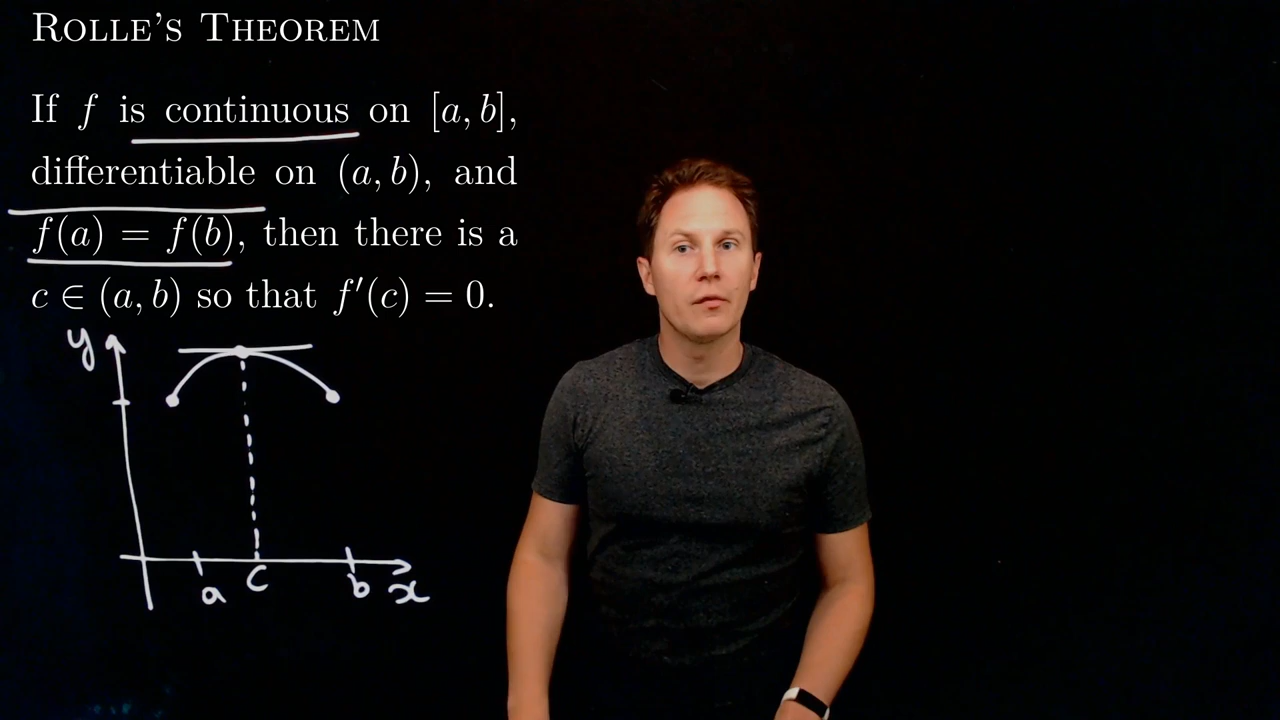 Rolle's Theorem
If f is continuous on [a, b],
differentiable on (a, b), and
f(a) = f(b), then there is a
c ∈ (a, b) so that f′(c) = 0.
y
a c b x